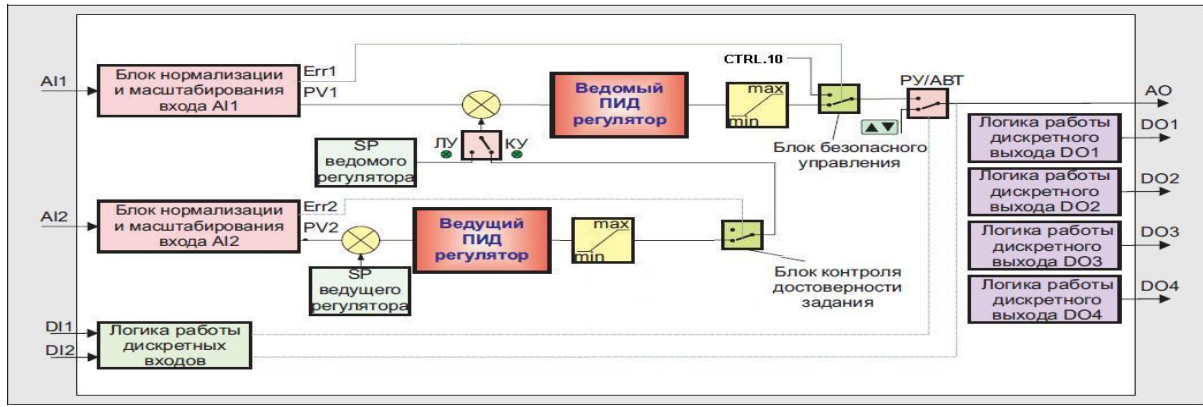 AI1
Блок нормализации
и масштабирования
входа AI1
Err1
PV1
Ведомый
ПИД
регулятор
max
min
CTRL.10
РУ/АВТ
AO
Блок безопасного
управления
SP
ведомого
регулятора
ЛУ
КУ
AI2
Блок нормализации
и масштабирования
входа AI2
Err2
PV2
SP
ведущего
регулятора
Ведущий
ПИД
регулятор
max
min
Блок контроля
достоверности
задания
DI1
DI2
Логика работы
дискретных
входов
Логика работы
дискретного
выхода DO1
DO1
Логика работы
дискретного
выхода DO2
DO2
Логика работы
дискретного
выхода DO3
DO3
Логика работы
дискретного
выхода DO4
DO4